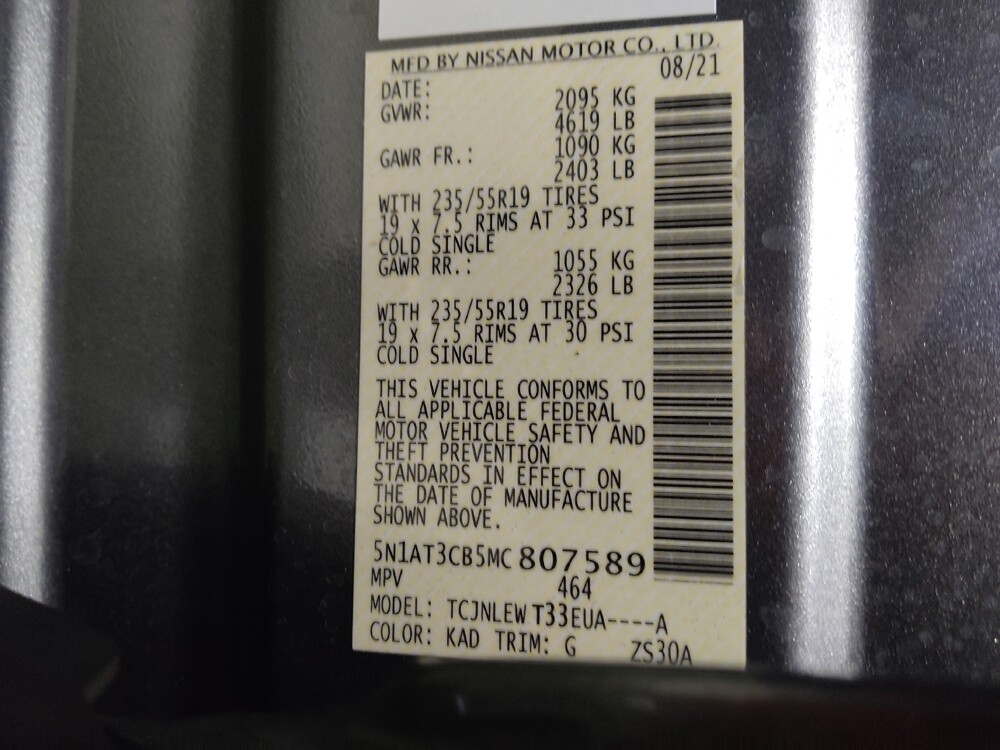 MFD BY NISSAN MOTOR CO., LTD.
DATE: 08/21
GVWR: 2095 KG
4619 LB
GAWR FR.: 1090 KG
2403 LB
WITH 235/55R19 TIRES
19 x 7.5 RIMS AT 33 PSI
COLD SINGLE
GAWR RR.: 1055 KG
2326 LB
WITH 235/55R19 TIRES
19 x 7.5 RIMS AT 30 PSI
COLD SINGLE
THIS VEHICLE CONFORMS TO
ALL APPLICABLE FEDERAL
MOTOR VEHICLE SAFETY AND
THEFT PREVENTION
STANDARDS IN EFFECT ON
THE DATE OF MANUFACTURE
SHOWN ABOVE.
5N1AT3CB5MC 807589
MPV 464
MODEL: TCJNLEW T33EUA----A
COLOR: KAD TRIM: G ZS30A